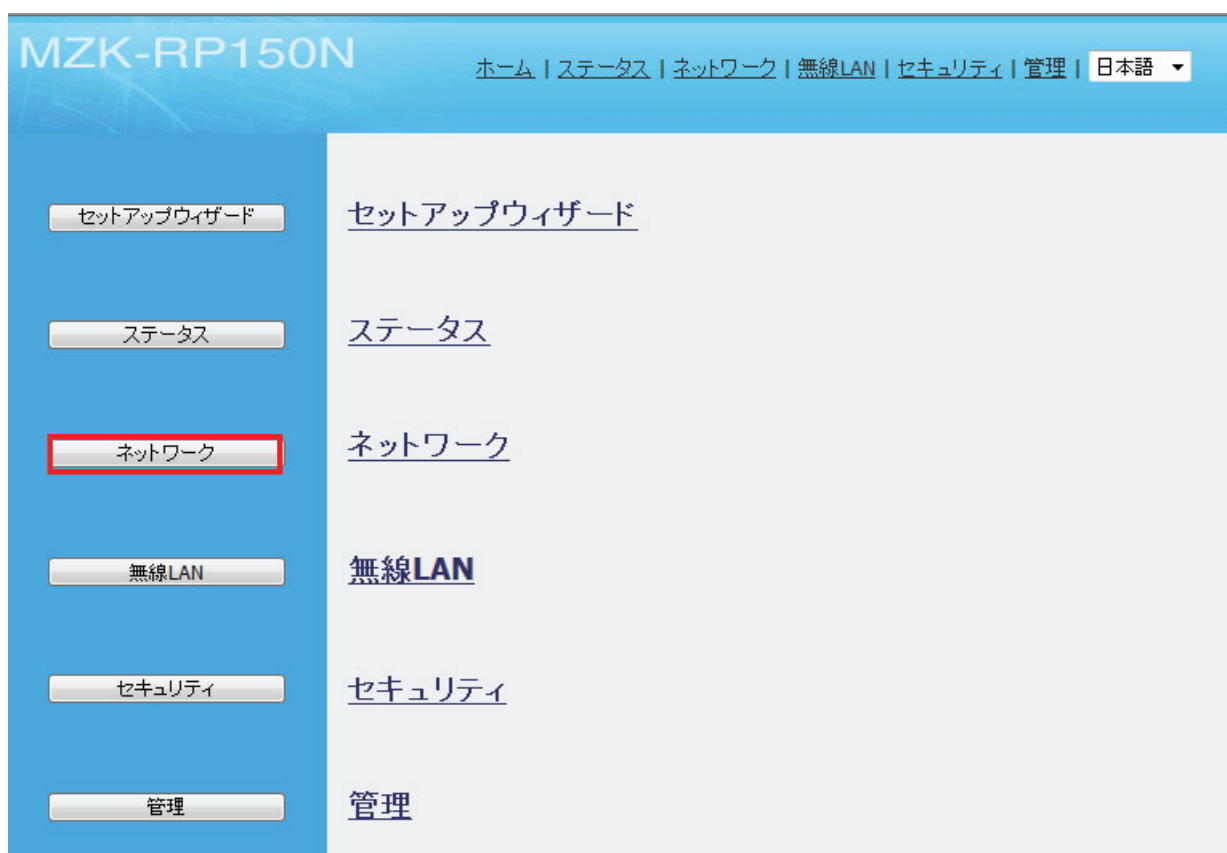 MZK-RP150N
ホーム | ステータス | ネットワーク | 無線LAN | セキュリティ | 管理 | 日本語
セットアップウィザード
セットアップウィザード
ステータス
ステータス
ネットワーク
ネットワーク
無線LAN
無線LAN
セキュリティ
セキュリティ
管理
管理